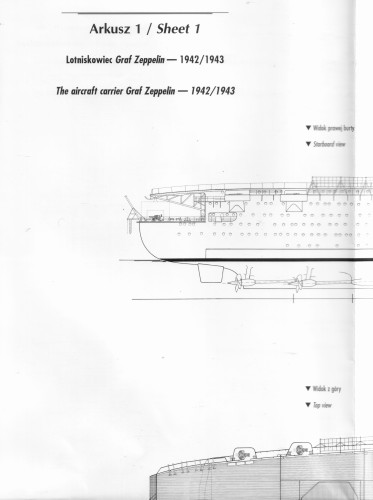 Arkusz 1 / Sheet 1
Lotniskowiec Graf Zeppelin — 1942/1943
The aircraft carrier Graf Zeppelin — 1942/1943
▼ Widok prawej burty
▼ Starboard view
▼ Widok z góry
▼ Top view